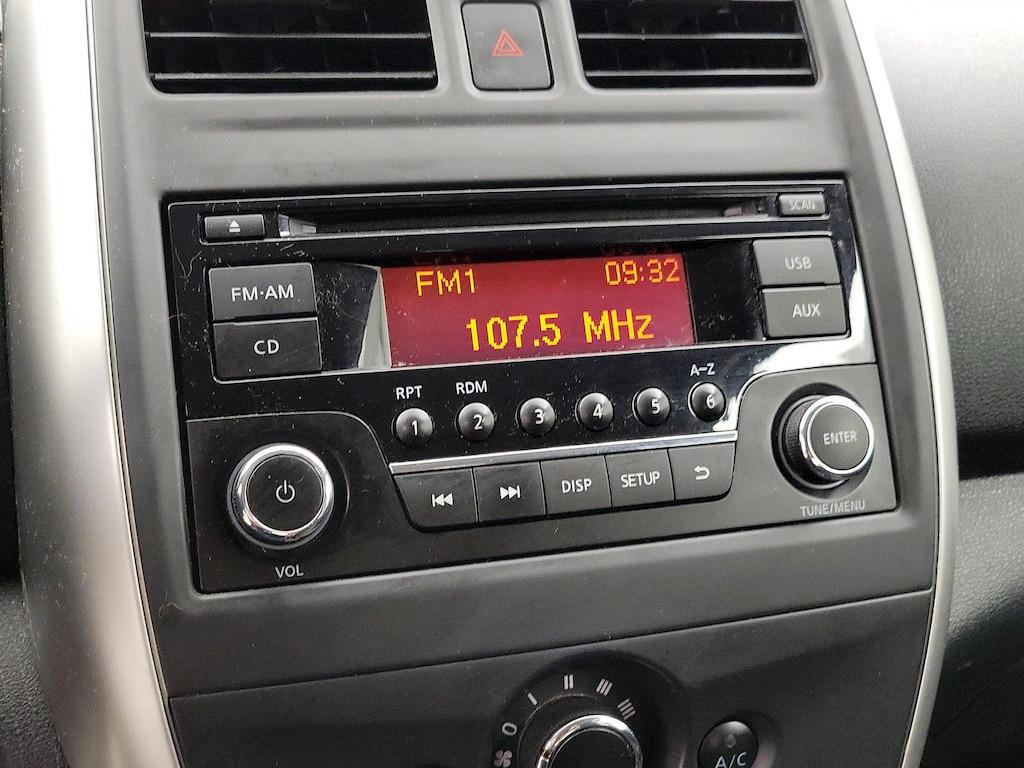 SCAN
FM·AM
FM1 09:32
USB
107.5 MHz
AUX
CD
RPT RDM A-Z
1 2 3 4 5 6
ENTER
DISP SETUP
TUNE/MENU
VOL
0
A/C